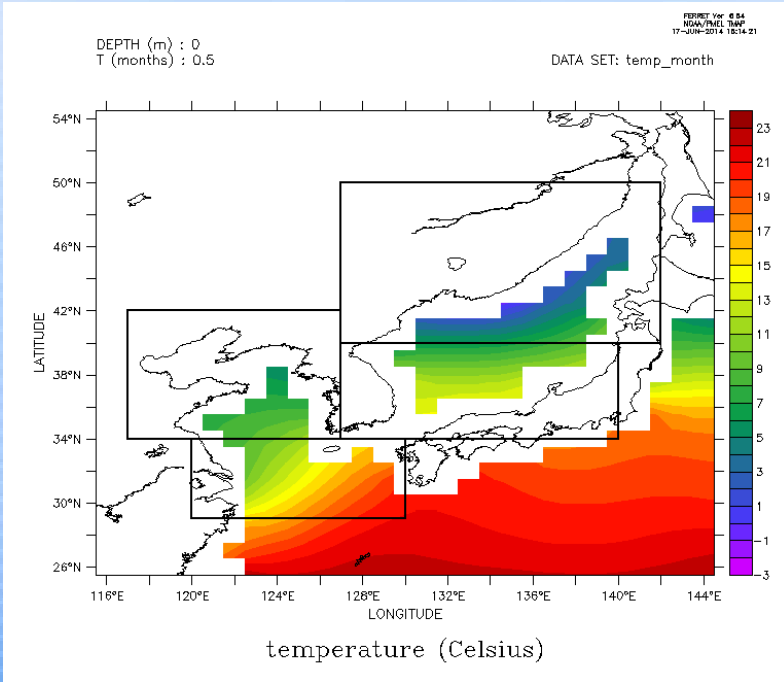 FERRET Ver 6.84
NOAA/PMEL TMAP
17-JUN-2014 16:14:21
DEPTH (m) : 0
T (months) : 0.5
DATA SET: temp_month
54°N
50°N
46°N
42°N
38°N
34°N
30°N
26°N
LATITUDE
116°E 120°E 124°E 128°E 132°E 136°E 140°E 144°E
LONGITUDE
23
21
19
17
15
13
11
9
7
5
3
1
-1
-3
temperature (Celsius)